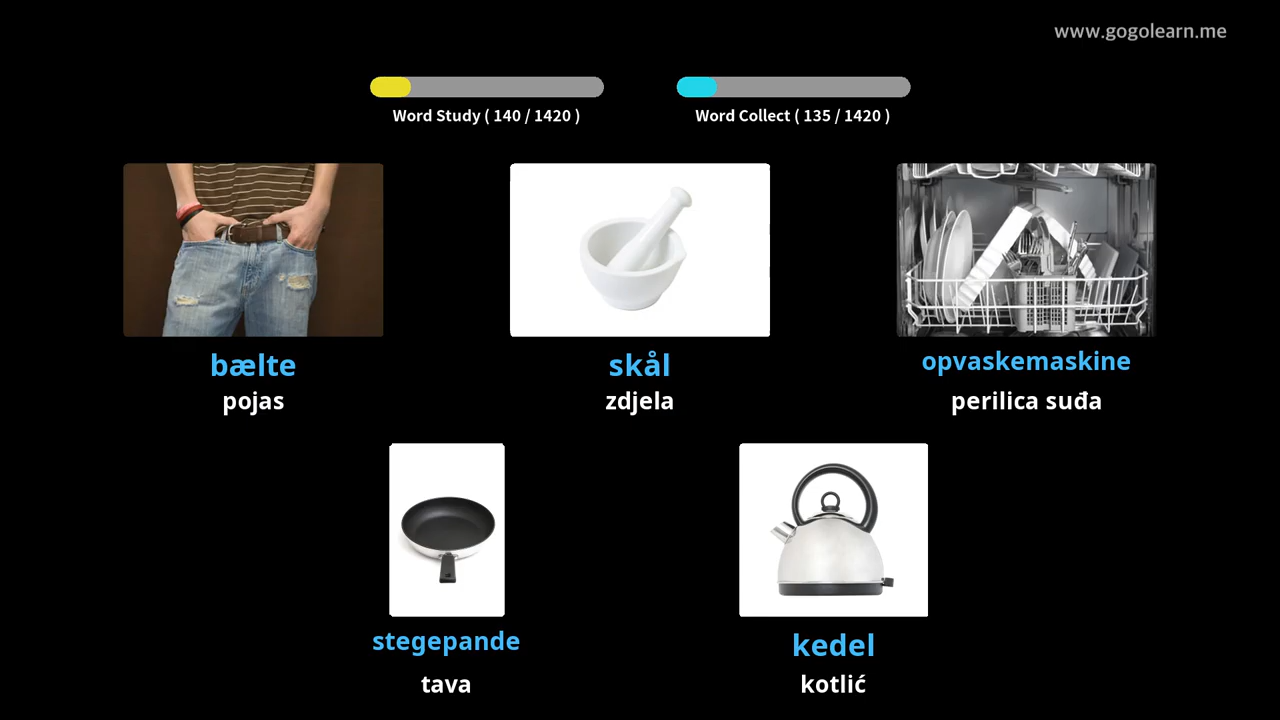 www.gogolearn.me
Word Study ( 140 / 1420 )
Word Collect ( 135 / 1420 )
bælte
pojas
skål
zdjela
opvaskemaskine
perilica suđa
stegepande
tava
kedel
kotlić